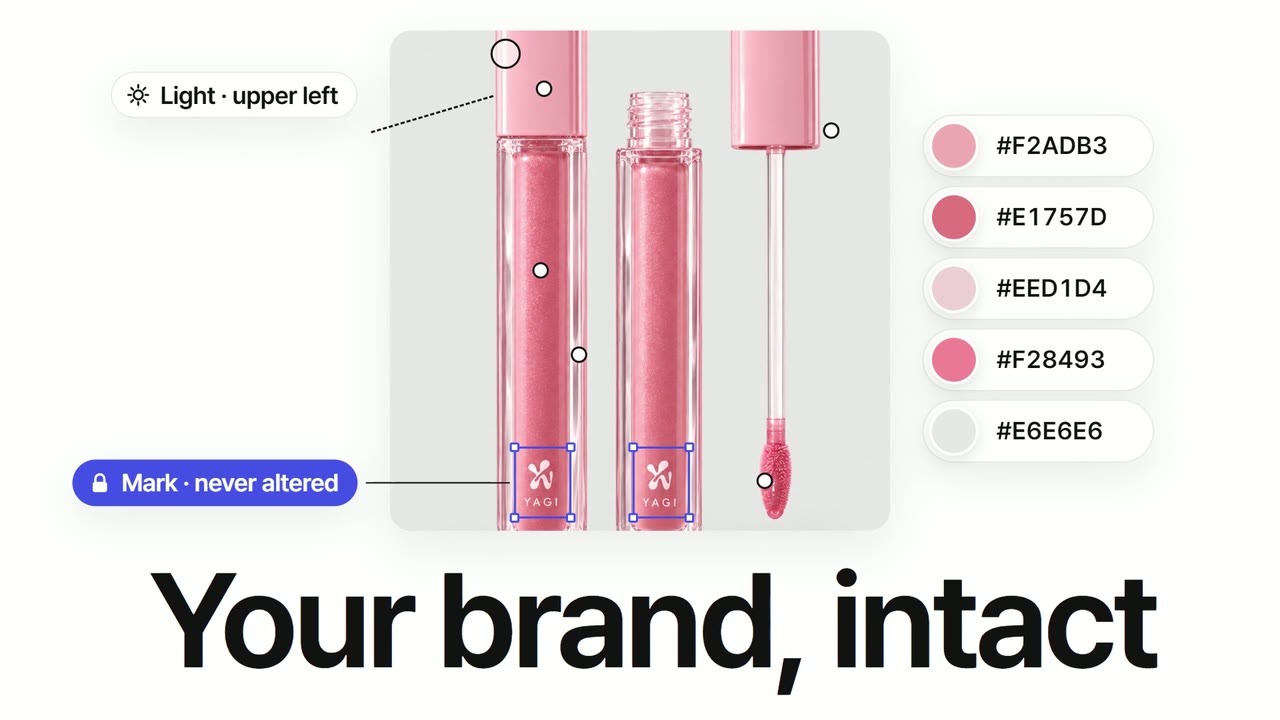 Light · upper left
#F2ADB3
#E1757D
#EED1D4
#F28493
#E6E6E6
Mark · never altered
YAGI
YAGI
Your brand, intact